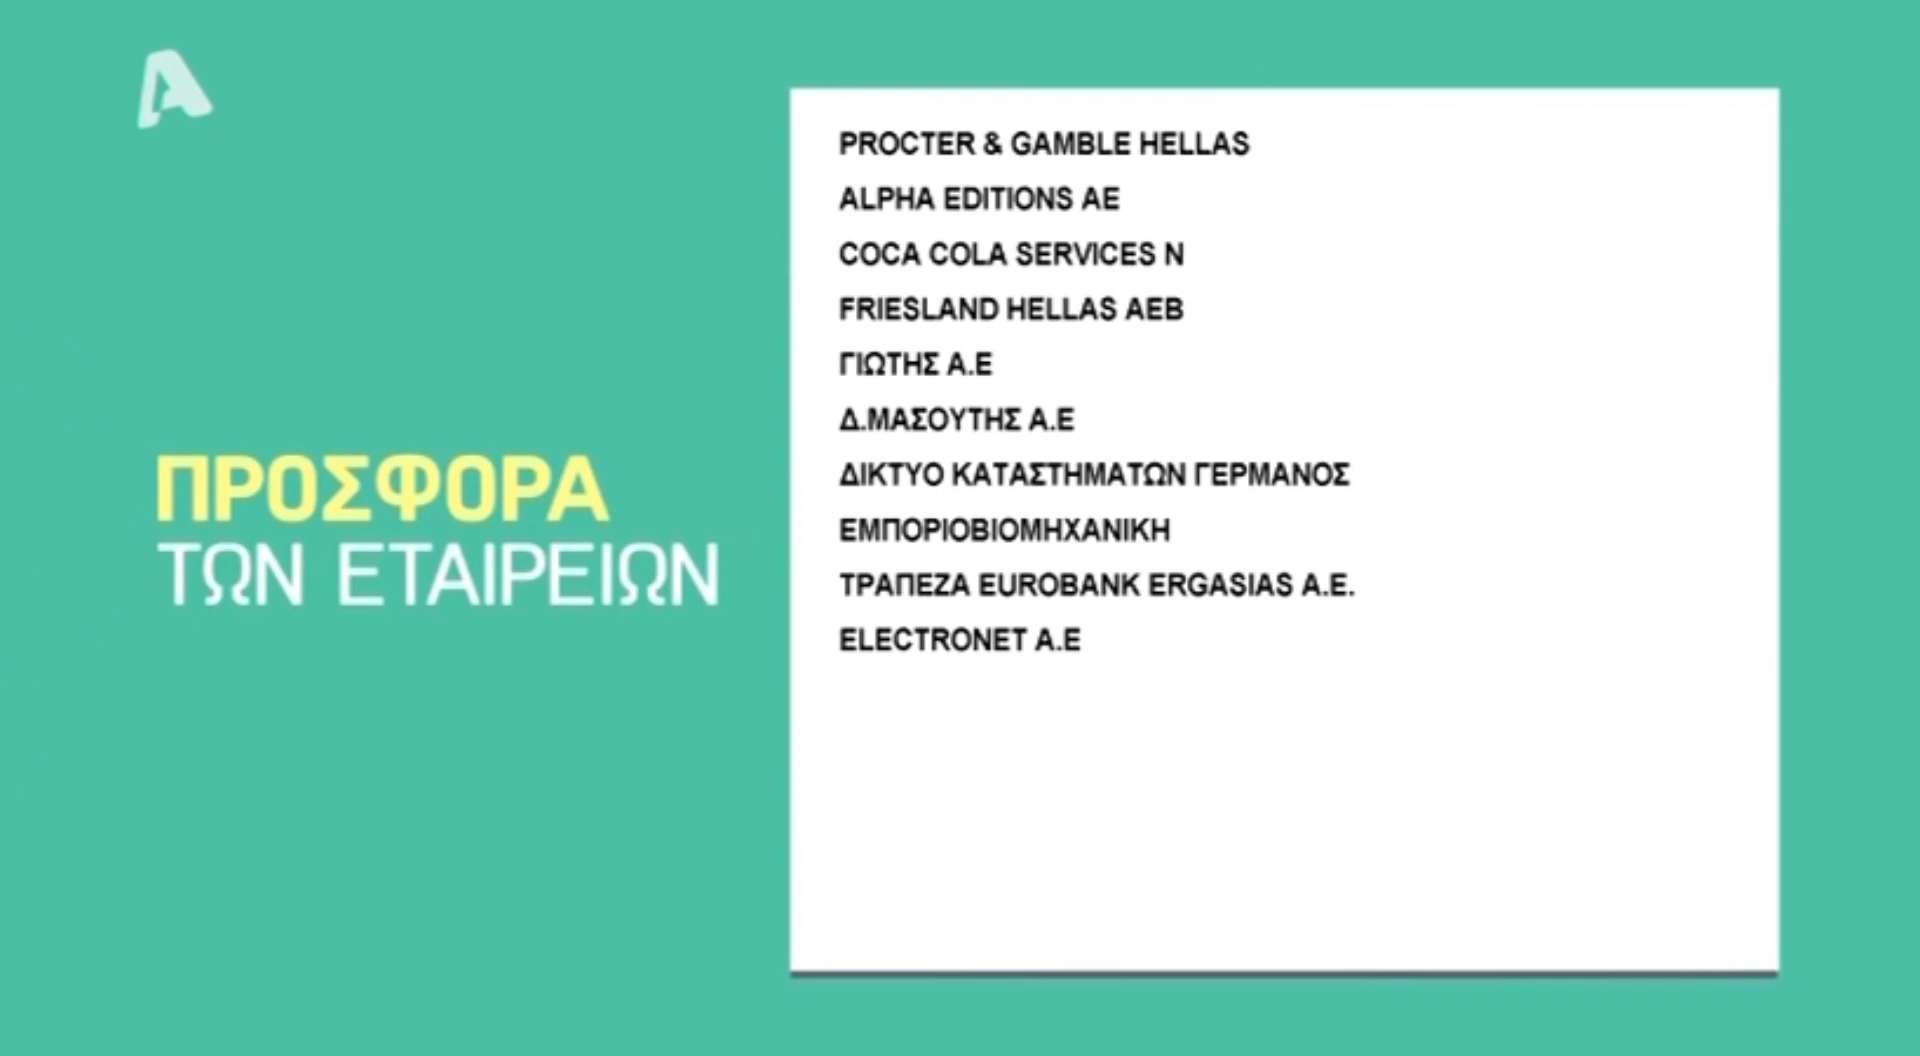 ΠΡΟΣΦΟΡΑ
ΤΩΝ ΕΤΑΙΡΕΙΩΝ
PROCTER & GAMBLE HELLAS
ALPHA EDITIONS AE
COCA COLA SERVICES N
FRIESLAND HELLAS AEB
ΓΙΩΤΗΣ Α.Ε
Δ.ΜΑΣΟΥΤΗΣ Α.Ε
ΔΙΚΤΥΟ ΚΑΤΑΣΤΗΜΑΤΩΝ ΓΕΡΜΑΝΟΣ
ΕΜΠΟΡΙΟΒΙΟΜΗΧΑΝΙΚΗ
ΤΡΑΠΕΖΑ EUROBANK ERGASIAS A.E.
ELECTRONET A.E